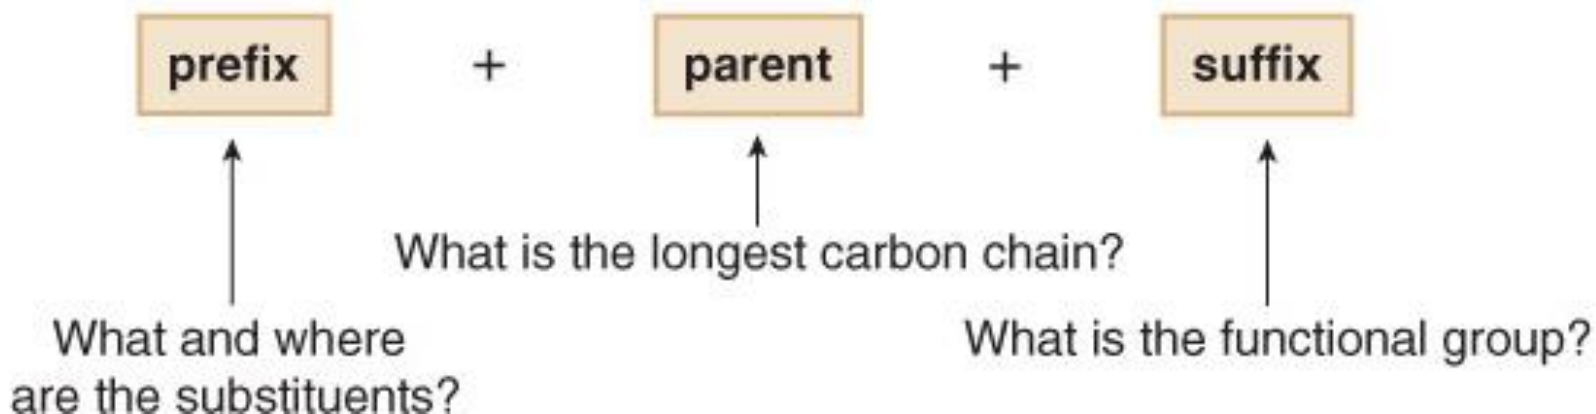 prefix + parent + suffix
What is the longest carbon chain?
What and where
are the substituents?
What is the functional group?